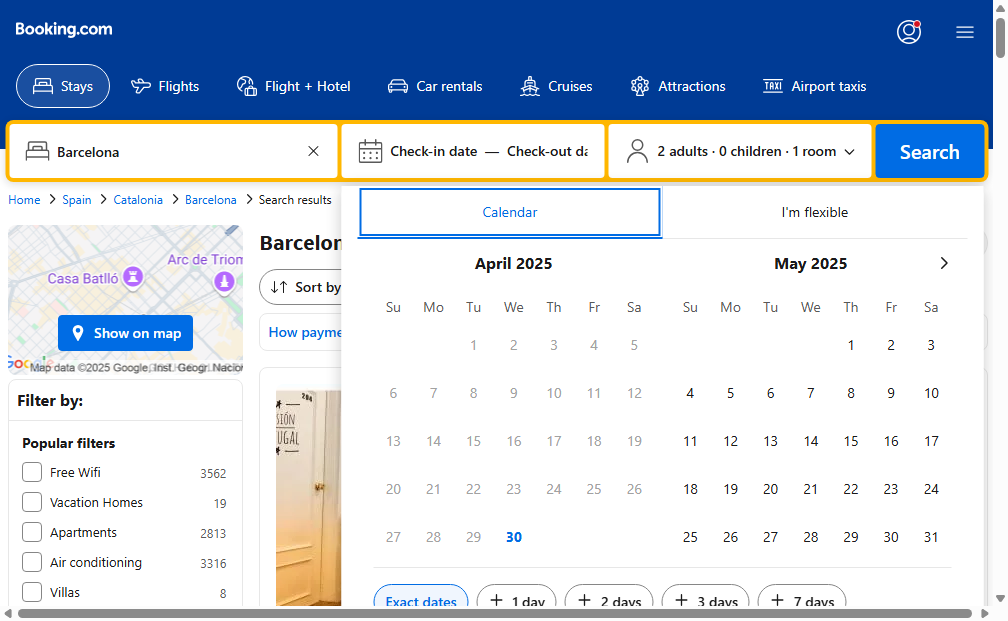 Booking.com
Stays
Flights
Flight + Hotel
Car rentals
Cruises
Attractions
TAXI Airport taxis
Barcelona
Check-in date — Check-out da
2 adults · 0 children · 1 room
Search
Home > Spain > Catalonia > Barcelona > Search results
Calendar
I'm flexible
Casa Batlló
Arc de Triom
Show on map
Map data ©2025 Google, Inst. Geogr. Nacion
Barcelon
Sort by
How payme
Filter by:
Popular filters
Free Wifi 3562
Vacation Homes 19
Apartments 2813
Air conditioning 3316
Villas 8
204
SIÓN
UGAL
April 2025
Su Mo Tu We Th Fr Sa
1 2 3 4 5
6 7 8 9 10 11 12
13 14 15 16 17 18 19
20 21 22 23 24 25 26
27 28 29 30
May 2025
Su Mo Tu We Th Fr Sa
1 2 3
4 5 6 7 8 9 10
11 12 13 14 15 16 17
18 19 20 21 22 23 24
25 26 27 28 29 30 31
Exact dates
+ 1 day
+ 2 days
+ 3 days
+ 7 days